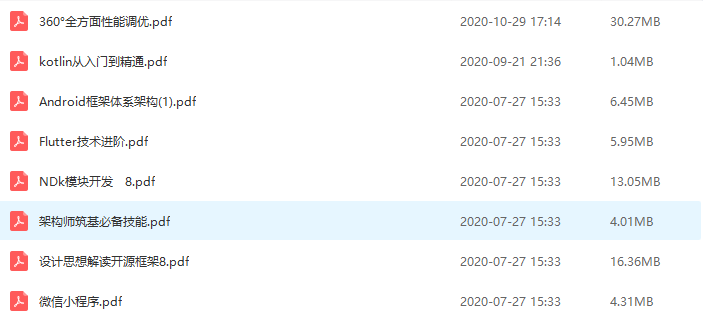 360°全方面性能调优.pdf 2020-10-29 17:14 30.27MB
kotlin从入门到精通.pdf 2020-09-21 21:36 1.04MB
Android框架体系架构(1).pdf 2020-07-27 15:33 6.45MB
Flutter技术进阶.pdf 2020-07-27 15:33 5.95MB
NDk模块开发 8.pdf 2020-07-27 15:33 13.05MB
架构师筑基必备技能.pdf 2020-07-27 15:33 4.01MB
设计思想解读开源框架8.pdf 2020-07-27 15:33 16.36MB
微信小程序.pdf 2020-07-27 15:33 4.31MB